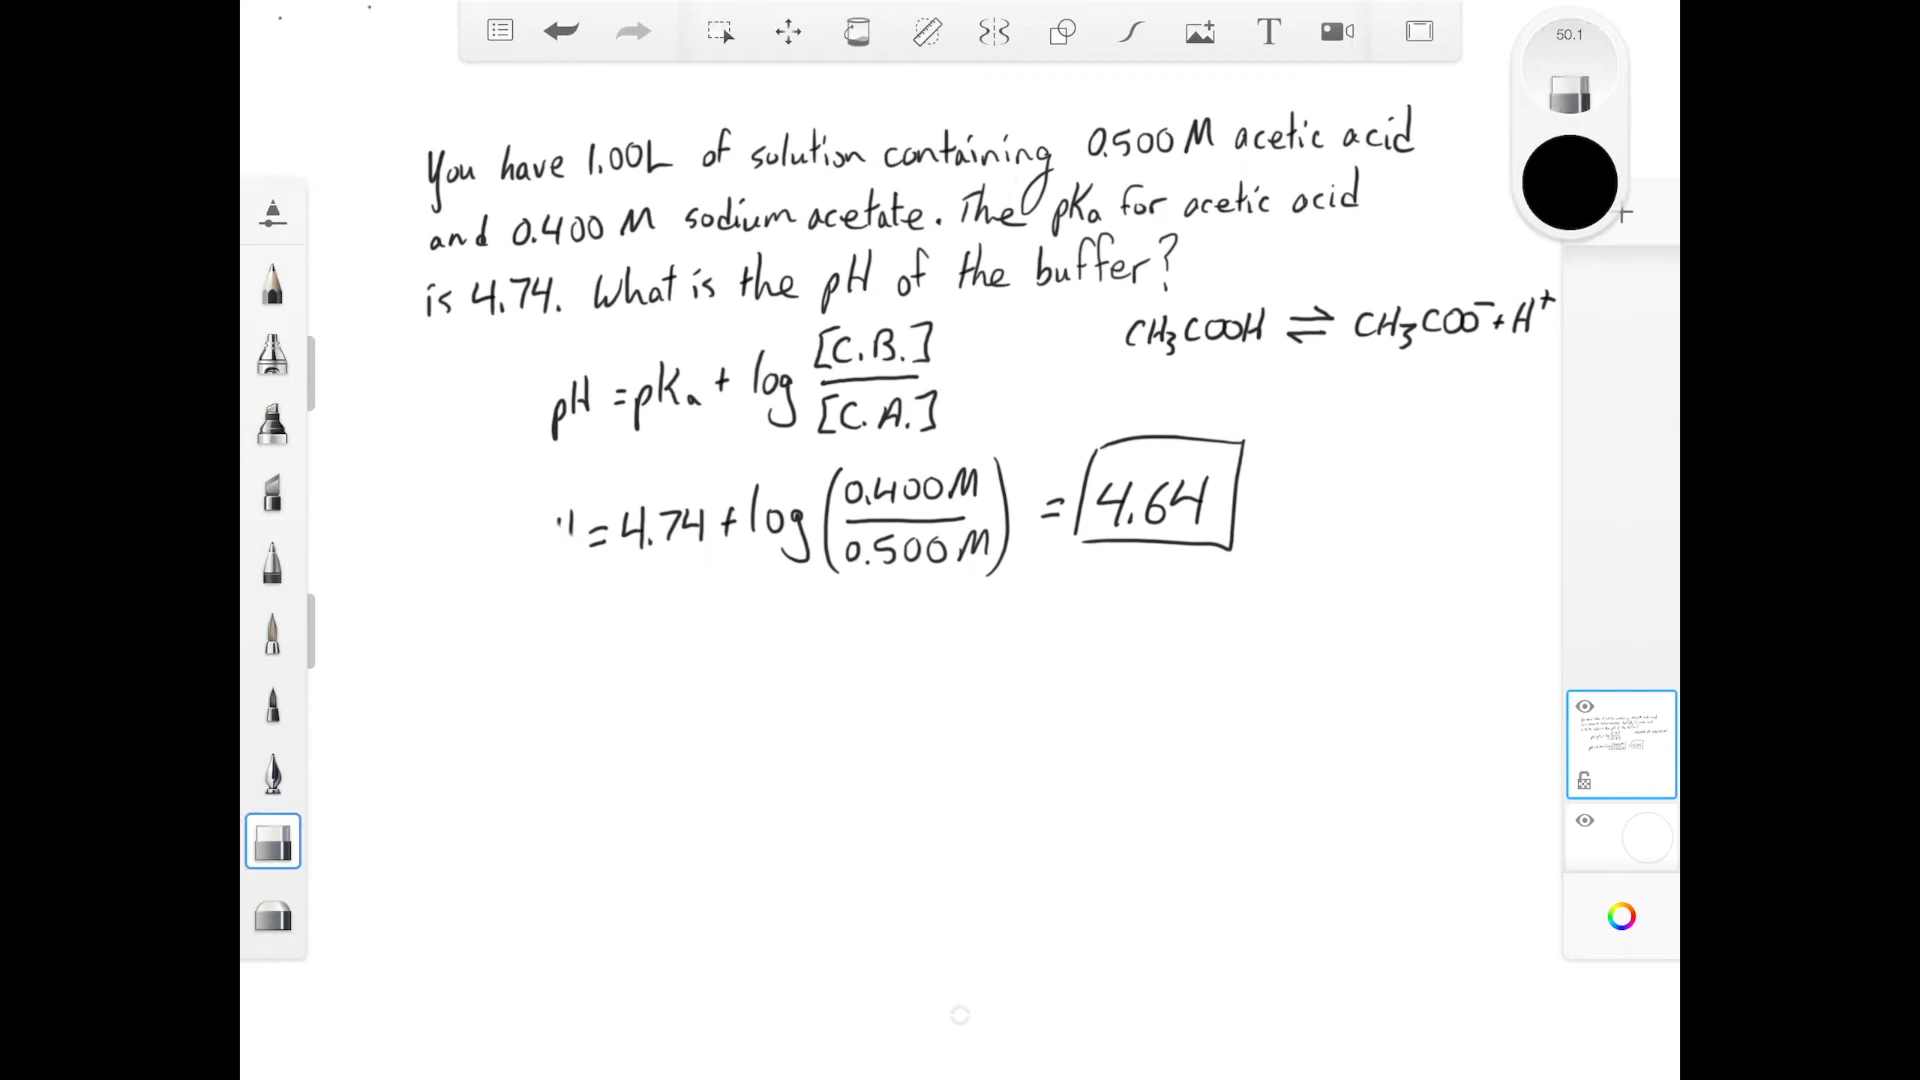 50.1
You have 1.00L of solution containing 0.500 M acetic acid
and 0.400 M sodium acetate. The pKa for acetic acid
is 4.74. What is the pH of the buffer?
CH₃COOH ⇌ CH₃COO⁻ + H⁺
pH = pKa + log [C.B.]/[C.A.]
= 4.74 + log (0.400M/0.500M) = 4.64